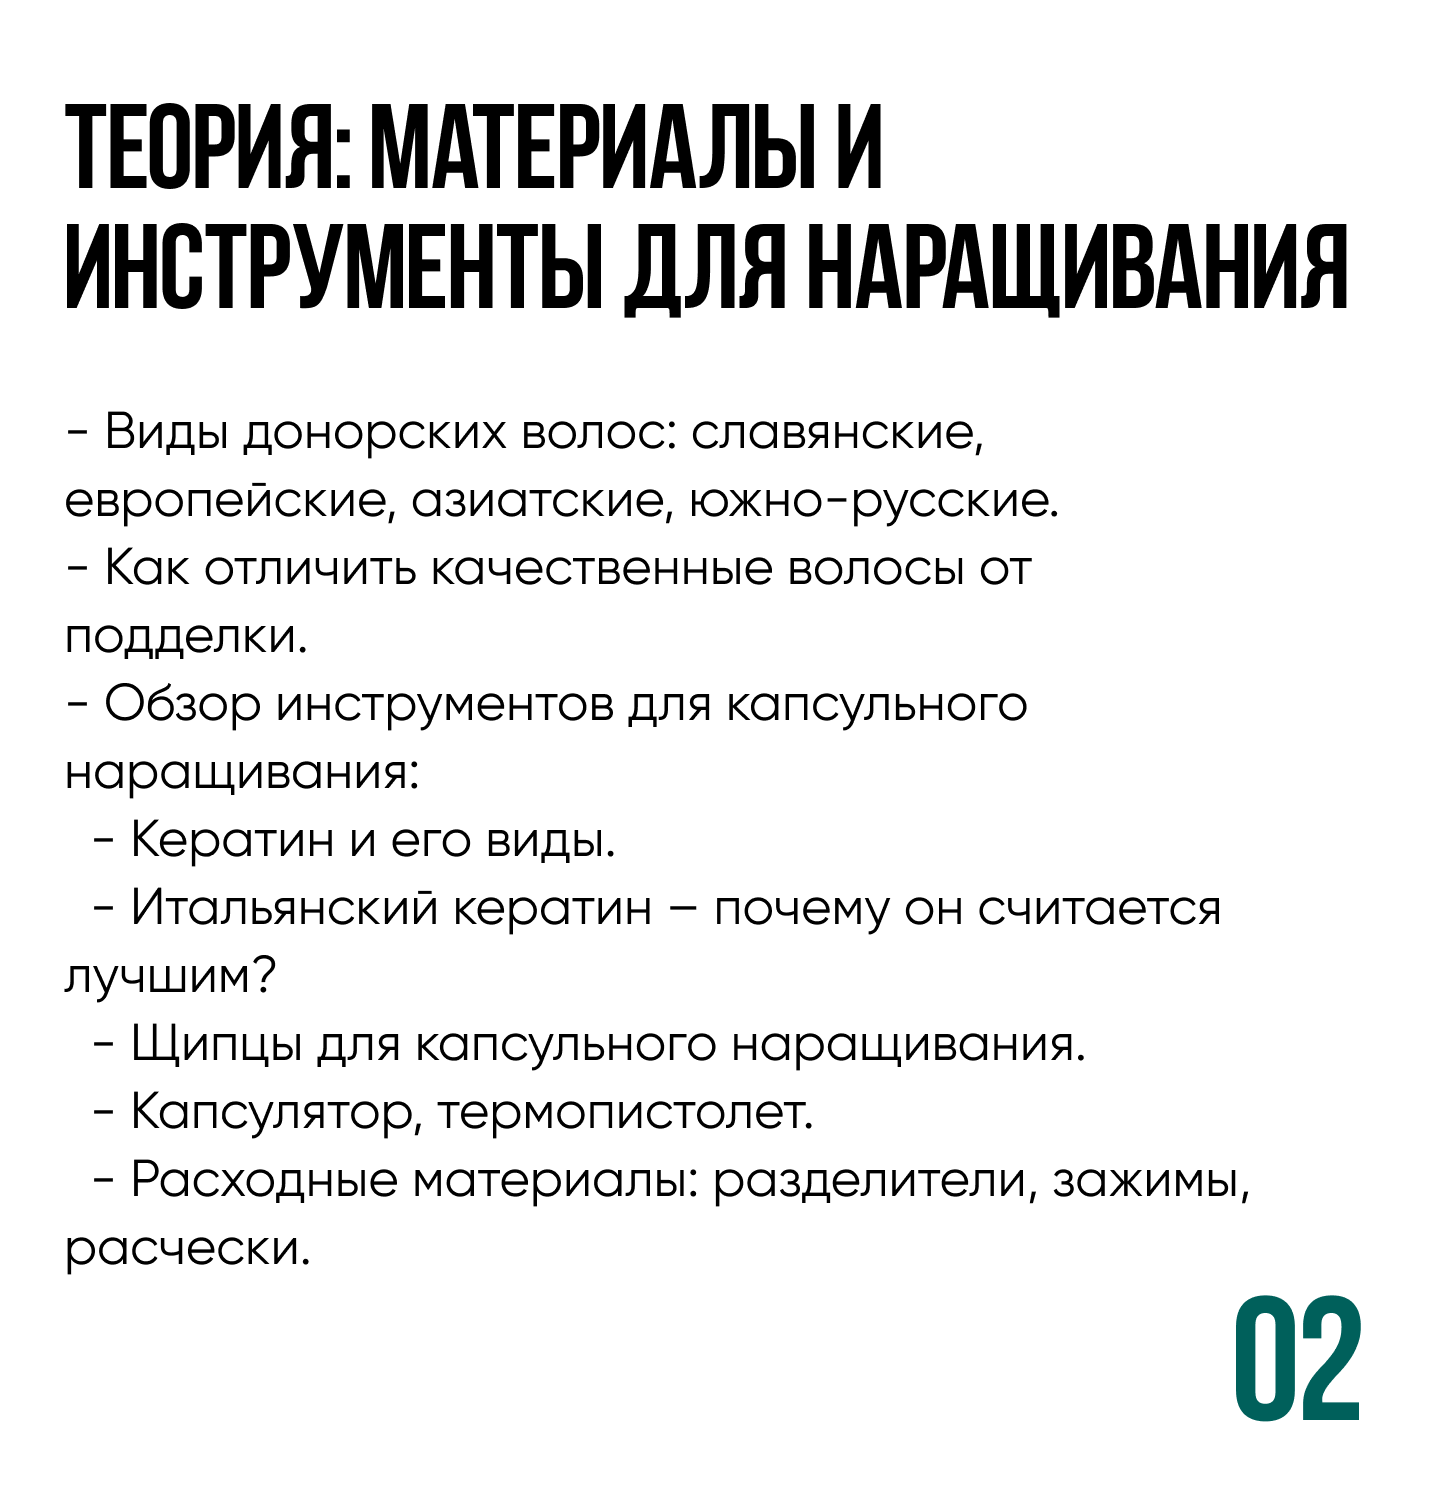 ТЕОРИЯ: МАТЕРИАЛЫ И
ИНСТРУМЕНТЫ ДЛЯ НАРАЩИВАНИЯ
- Виды донорских волос: славянские,
европейские, азиатские, южно-русские.
- Как отличить качественные волосы от
подделки.
- Обзор инструментов для капсульного
наращивания:
- Кератин и его виды.
- Итальянский кератин – почему он считается
лучшим?
- Щипцы для капсульного наращивания.
- Капсулятор, термопистолет.
- Расходные материалы: разделители, зажимы,
расчески.
02